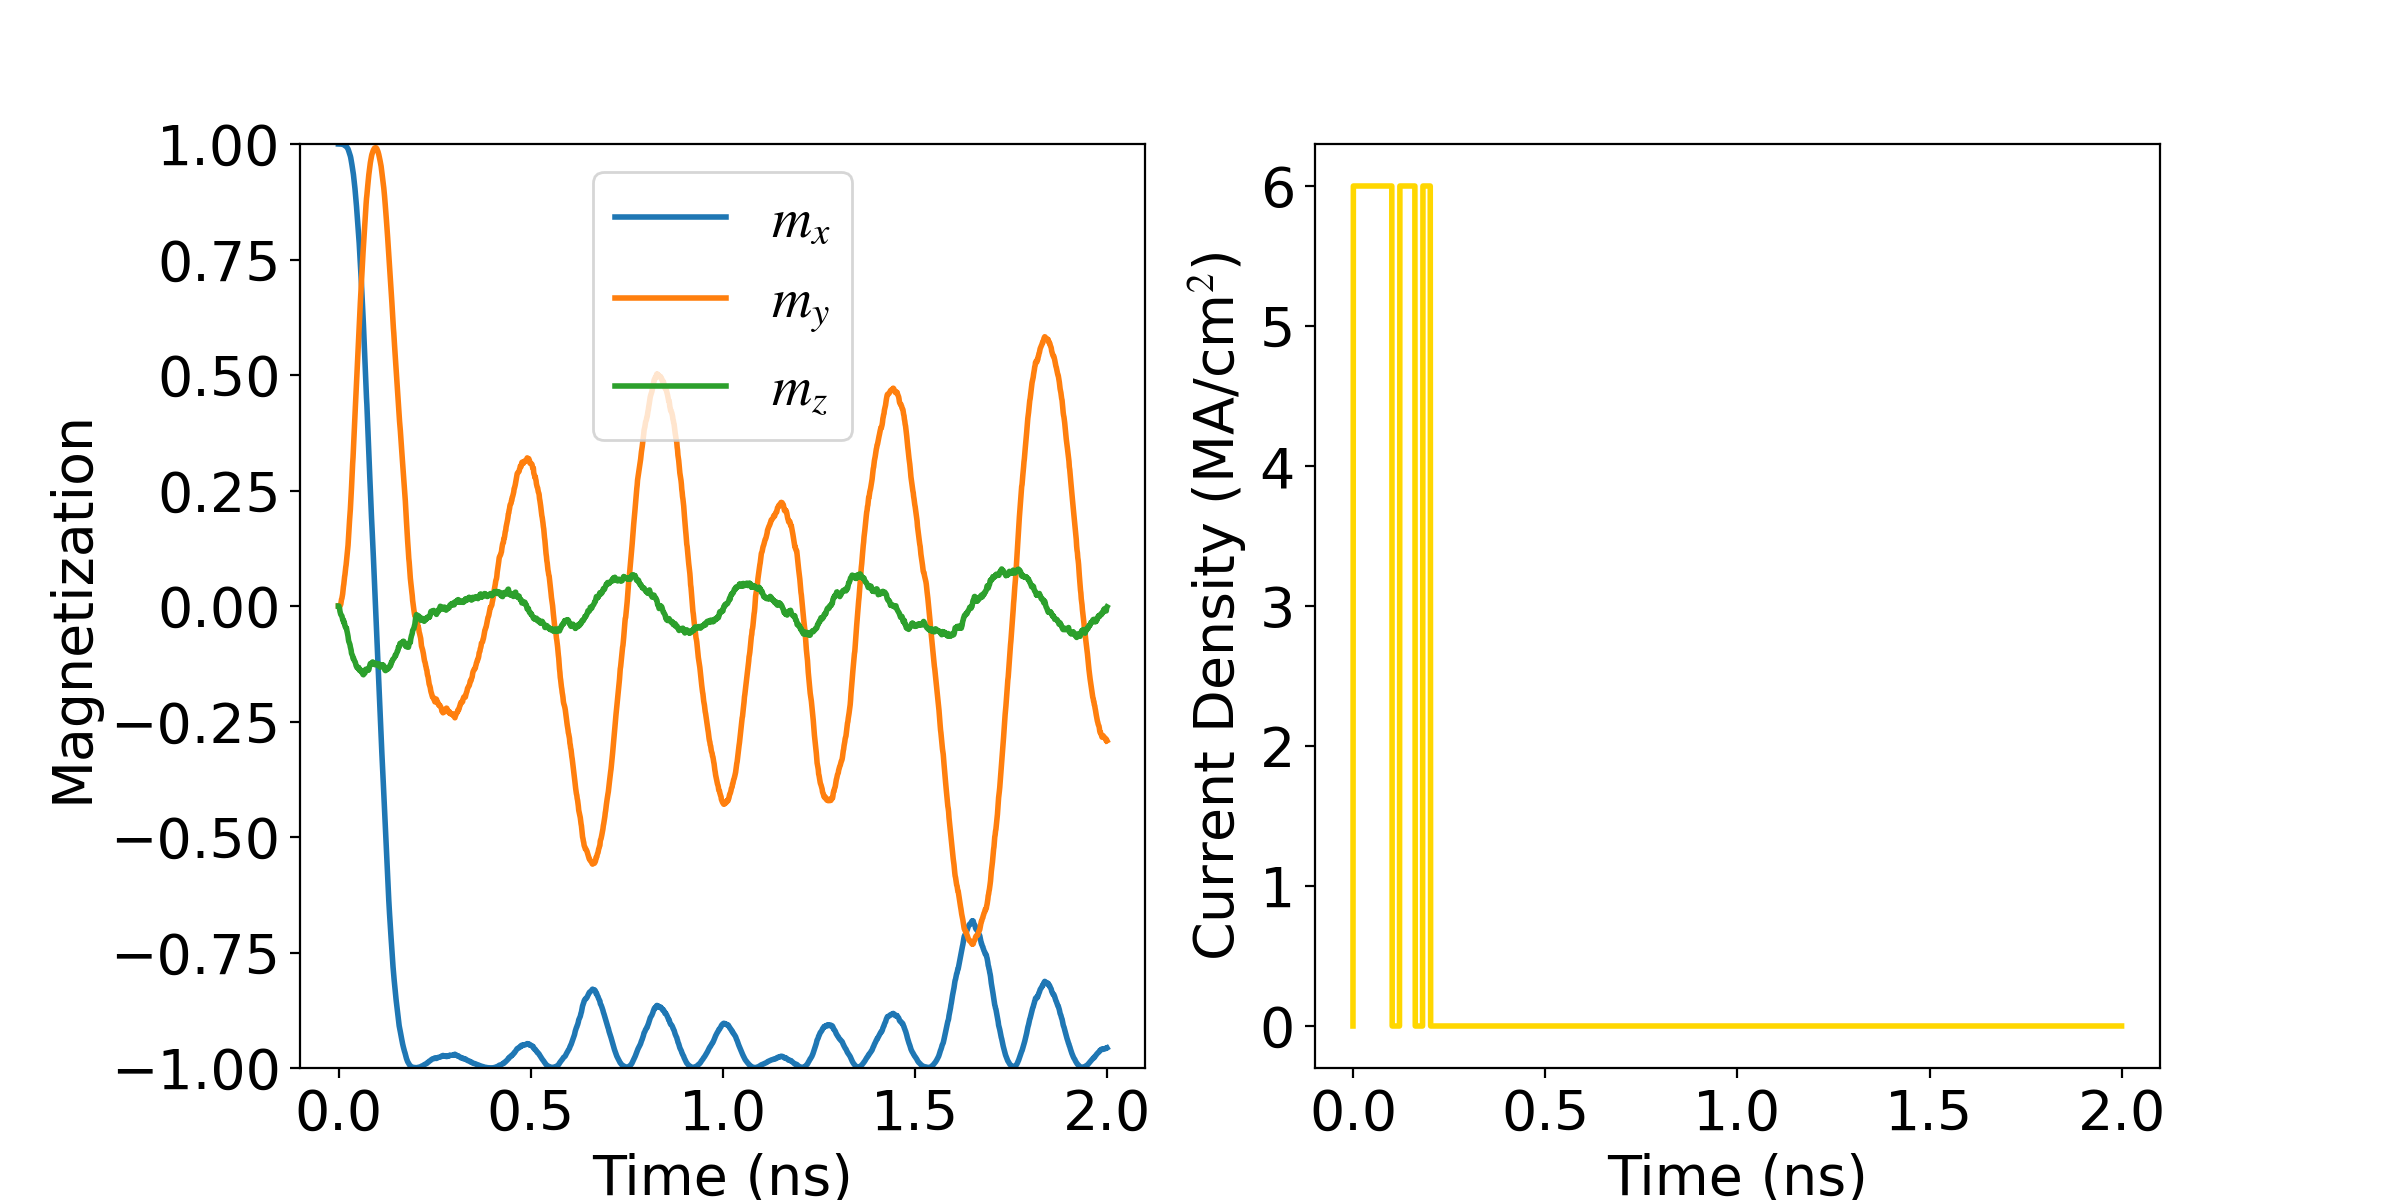 1.00
0.75
0.50
0.25
0.00
−0.25
−0.50
−0.75
−1.00
Magnetization
0.0 0.5 1.0 1.5 2.0
Time (ns)
m_x
m_y
m_z
6
5
4
3
2
1
0
Current Density (MA/cm²)
0.0 0.5 1.0 1.5 2.0
Time (ns)